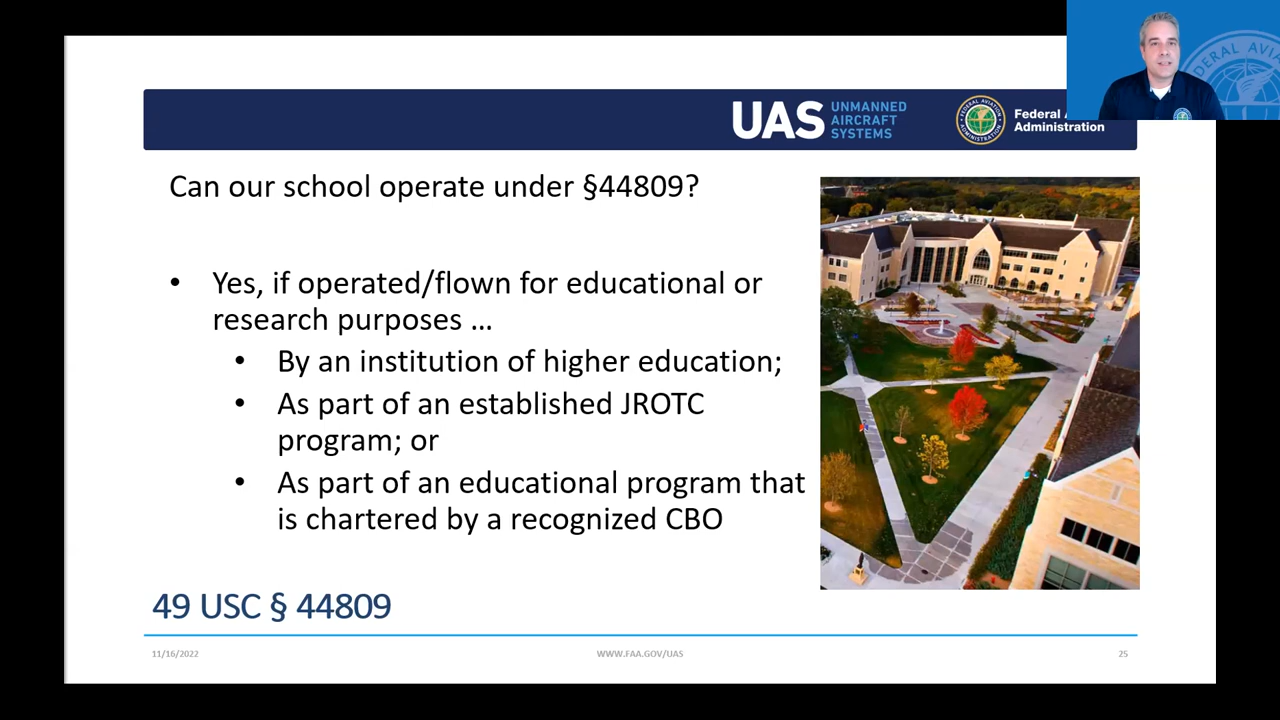 UAS UNMANNED
AIRCRAFT
SYSTEMS
Federal
Administration
Can our school operate under §44809?
• Yes, if operated/flown for educational or
research purposes …
• By an institution of higher education;
• As part of an established JROTC
program; or
• As part of an educational program that
is chartered by a recognized CBO
49 USC § 44809
11/16/2022
WWW.FAA.GOV/UAS
25